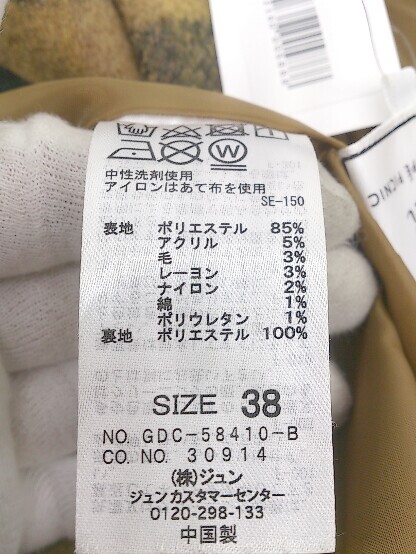 中性洗剤使用
アイロンはあて布を使用
SE-150
表地 ポリエステル 85%
アクリル 5%
毛 3%
レーヨン 3%
ナイロン 2%
綿 1%
ポリウレタン 1%
裏地 ポリエステル 100%
SIZE 38
NO. GDC-58410-B
CO. NO. 30914
(株)ジュン
ジュン カスタマーセンター
0120-298-133
中国製
PICNIC